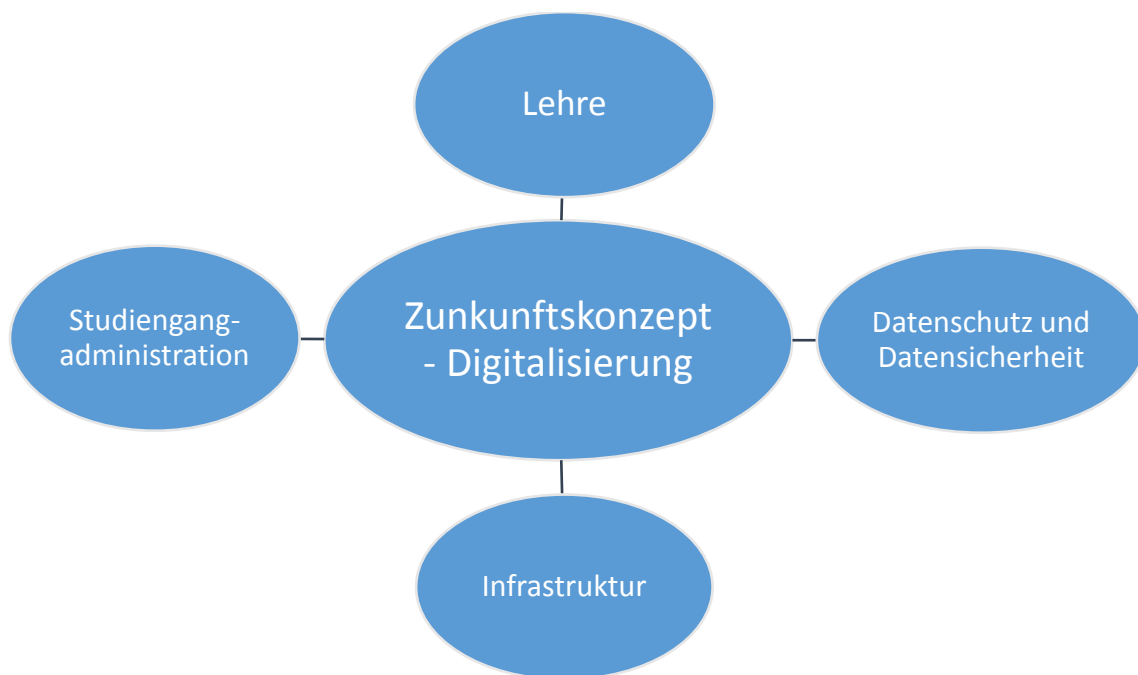 Lehre
Studiengang-
administration
Zunkunftskonzept
- Digitalisierung
Datenschutz und
Datensicherheit
Infrastruktur